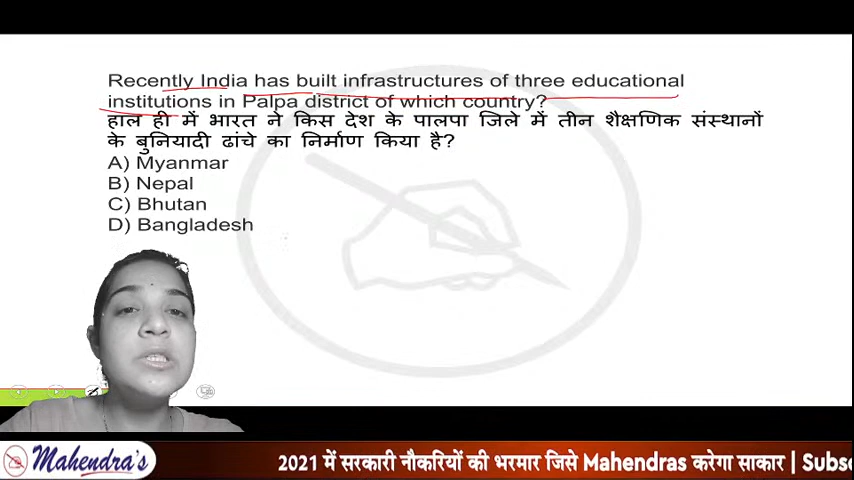 Recently India has built infrastructures of three educational
institutions in Palpa district of which country?
हाल ही में भारत ने किस देश के पालपा जिले में तीन शैक्षणिक संस्थानों
के बुनियादी ढांचे का निर्माण किया है?
A) Myanmar
B) Nepal
C) Bhutan
D) Bangladesh
Mahendra's
2021 में सरकारी नौकरियों की भरमार जिसे Mahendras करेगा साकार | Subs